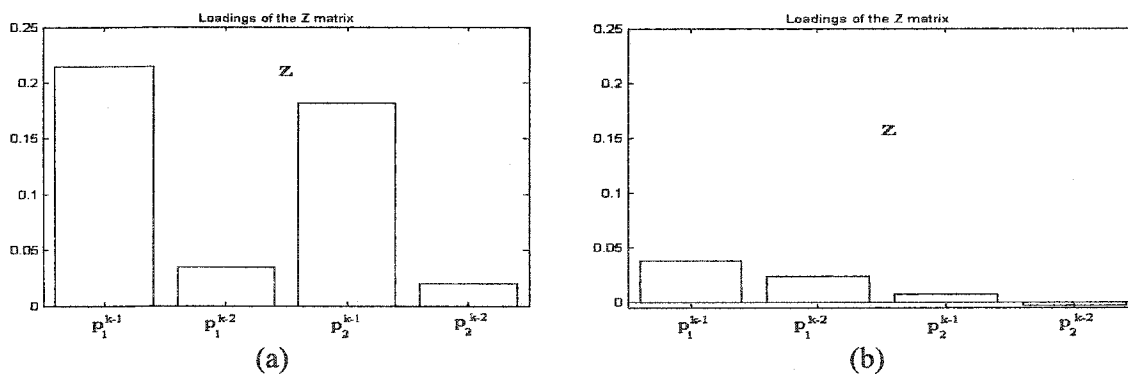 Loadings of the Z matrix
0.25
0.2
0.15
0.1
0.05
0
Z
p₁ᵏ⁻¹ p₁ᵏ⁻² p₂ᵏ⁻¹ p₂ᵏ⁻²
(a)
Loadings of the Z matrix
0.25
0.2
0.15
0.1
0.05
0
Z
p₁ᵏ⁻¹ p₁ᵏ⁻² p₂ᵏ⁻¹ p₂ᵏ⁻²
(b)